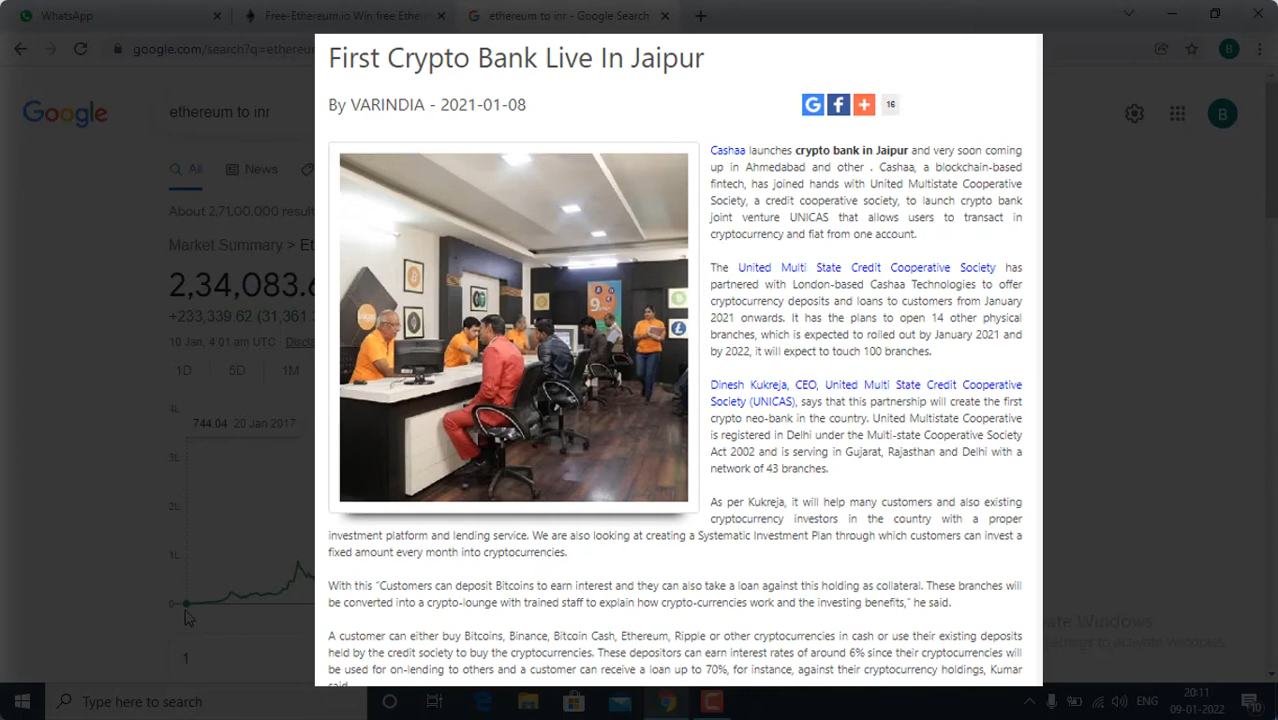 WhatsApp
Free-Ethereum.io Win free Ether
ethereum to inr - Google Search
google.com/search?q=ethereu
B
Google
ethereum to inr
B
All
News
About 2,71,00,000 result
Market Summary > Et
2,34,083.6
+233,339.62 (31,361.3
10 Jan, 4:01 am UTC
1D 5D 1M
4L
744.04 20 Jan 2017
3L
2L
1L
0
1
First Crypto Bank Live In Jaipur
By VARINDIA - 2021-01-08
16
Cashaa launches crypto bank in Jaipur and very soon coming
up in Ahmedabad and other . Cashaa, a blockchain-based
fintech, has joined hands with United Multistate Cooperative
Society, a credit cooperative society, to launch crypto bank
joint venture UNICAS that allows users to transact in
cryptocurrency and fiat from one account.
The United Multi State Credit Cooperative Society has
partnered with London-based Cashaa Technologies to offer
cryptocurrency deposits and loans to customers from January
2021 onwards. It has the plans to open 14 other physical
branches, which is expected to rolled out by January 2021 and
by 2022, it will expect to touch 100 branches.
Dinesh Kukreja, CEO, United Multi State Credit Cooperative
Society (UNICAS), says that this partnership will create the first
crypto neo-bank in the country. United Multistate Cooperative
is registered in Delhi under the Multi-state Cooperative Society
Act 2002 and is serving in Gujarat, Rajasthan and Delhi with a
network of 43 branches.
As per Kukreja, it will help many customers and also existing
cryptocurrency investors in the country with a proper
investment platform and lending service. We are also looking at creating a Systematic Investment Plan through which customers can invest a
fixed amount every month into cryptocurrencies.
With this "Customers can deposit Bitcoins to earn interest and they can also take a loan against this holding as collateral. These branches will
be converted into a crypto-lounge with trained staff to explain how crypto-currencies work and the investing benefits," he said.
A customer can either buy Bitcoins, Binance, Bitcoin Cash, Ethereum, Ripple or other cryptocurrencies in cash or use their existing deposits
held by the credit society to buy the cryptocurrencies. These depositors can earn interest rates of around 6% since their cryptocurrencies will
be used for on-lending to others and a customer can receive a loan up to 70%, for instance, against their cryptocurrency holdings, Kumar
said
Type here to search
ENG
20:11
09-01-2022